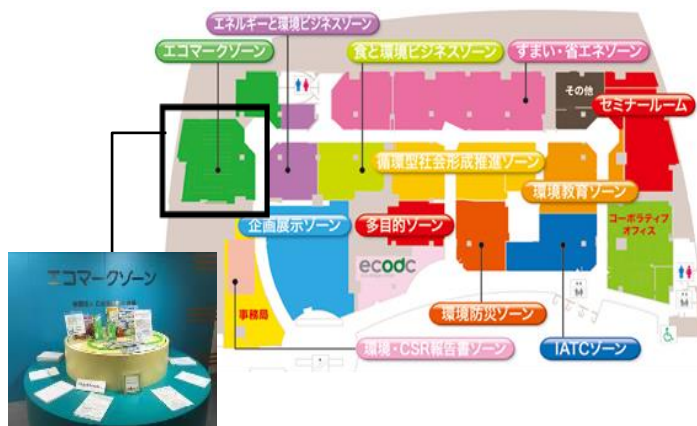 エネルギーと環境ビジネスゾーン
エコマークゾーン
食と環境ビジネスゾーン
すまい・省エネゾーン
その他
セミナールーム
循環型社会形成推進ゾーン
環境教育ゾーン
企画展示ゾーン
多目的ゾーン
コーポラティブ
オフィス
ecodc
エコマークゾーン
事務局
環境防災ゾーン
環境・CSR報告書ゾーン
IATCゾーン